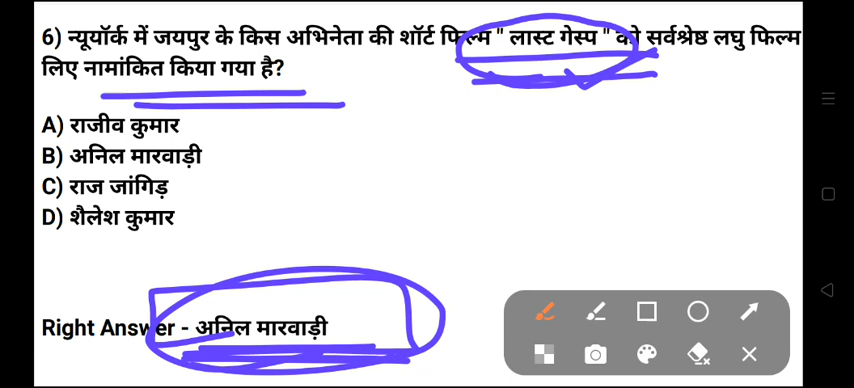 6) न्यूयॉर्क में जयपुर के किस अभिनेता की शॉर्ट फिल्म " लास्ट गेस्प " को सर्वश्रेष्ठ लघु फिल्म
लिए नामांकित किया गया है?
A) राजीव कुमार
B) अनिल मारवाड़ी
C) राज जांगिड़
D) शैलेश कुमार
Right Answer - अनिल मारवाड़ी